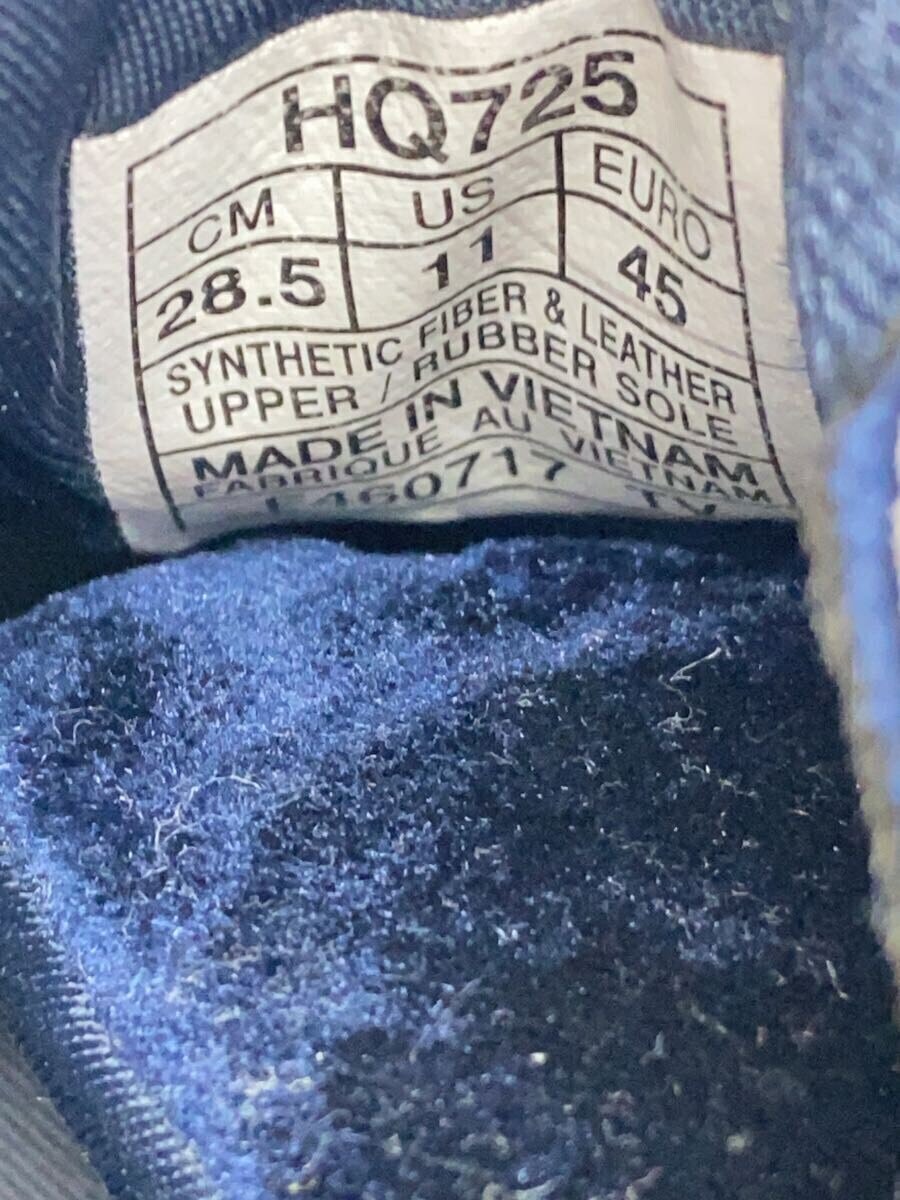 HQ725
CM US EURO
28.5 11 45
SYNTHETIC FIBER & LEATHER
UPPER / RUBBER SOLE
MADE IN VIETNAM
FABRIQUE AU VIETNAM